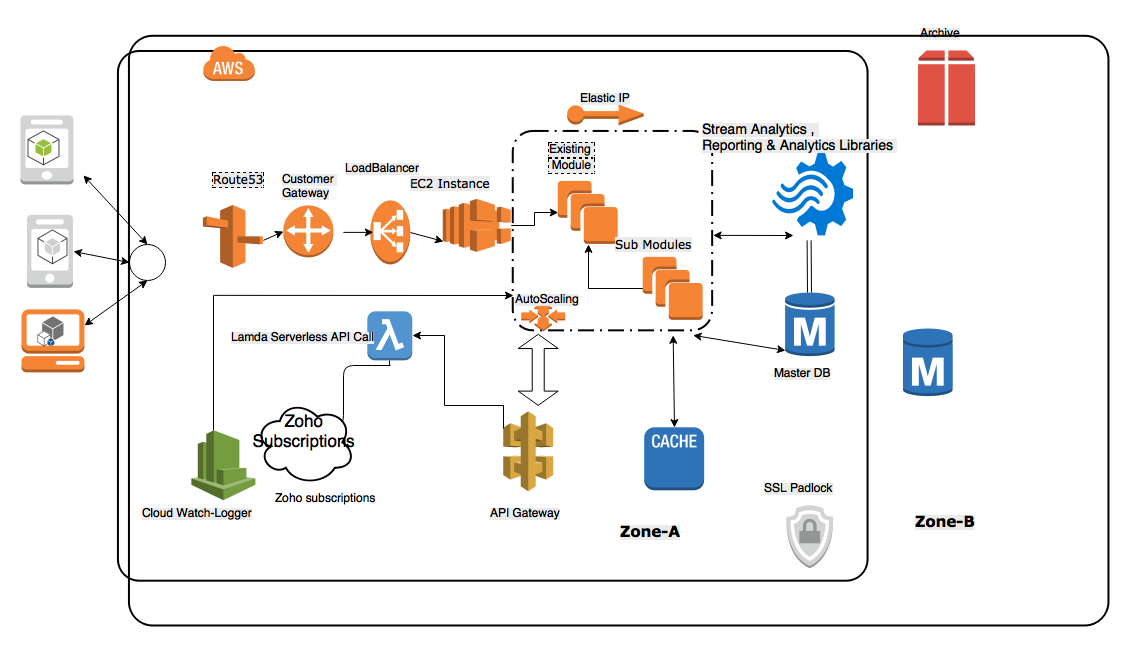 Archive
AWS
Elastic IP
Stream Analytics ,
Reporting & Analytics Libraries
Existing
Module
LoadBalancer
Route53
Customer
Gateway
EC2 Instance
Sub Modules
AutoScaling
Lamda Serverless API Call
λ
M
Master DB
M
Zoho
Subscriptions
CACHE
Zoho subscriptions
SSL Padlock
Cloud Watch-Logger
API Gateway
Zone-A
Zone-B